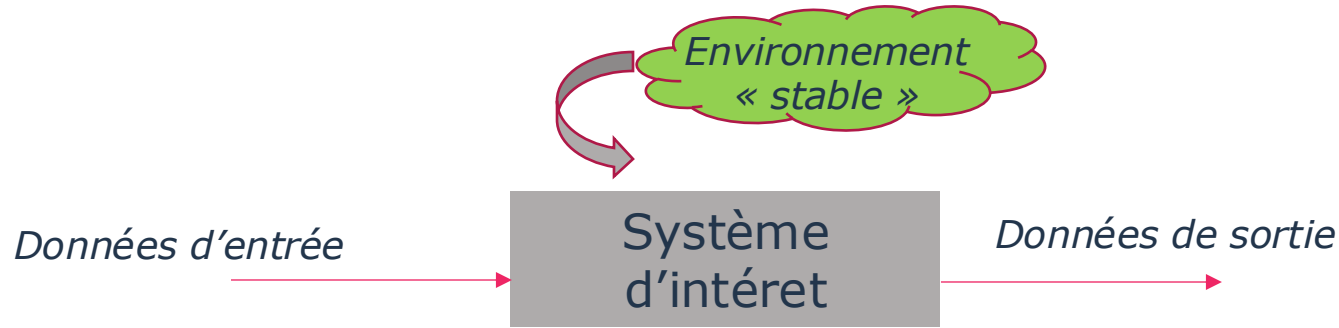 Environnement
« stable »
Données d’entrée
Système
d’intéret
Données de sortie